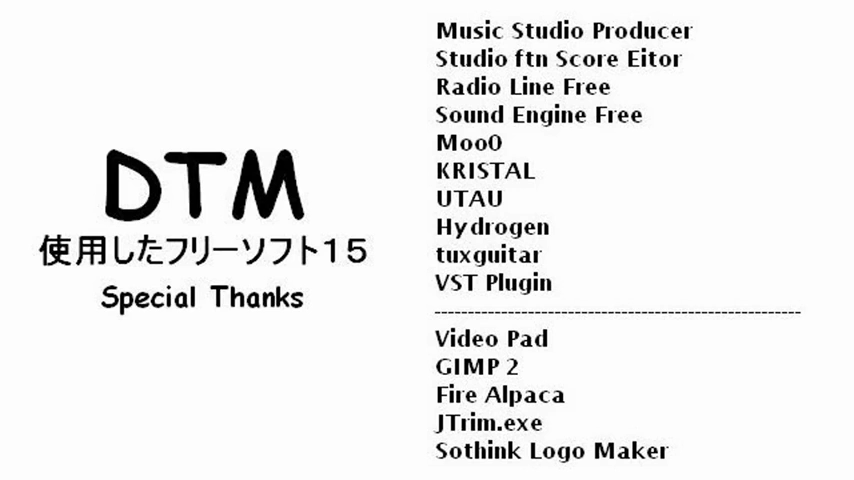 DTM
使用したフリーソフト15
Special Thanks
Music Studio Producer
Studio ftn Score Eitor
Radio Line Free
Sound Engine Free
Moo0
KRISTAL
UTAU
Hydrogen
tuxguitar
VST Plugin
Video Pad
GIMP 2
Fire Alpaca
JTrim.exe
Sothink Logo Maker